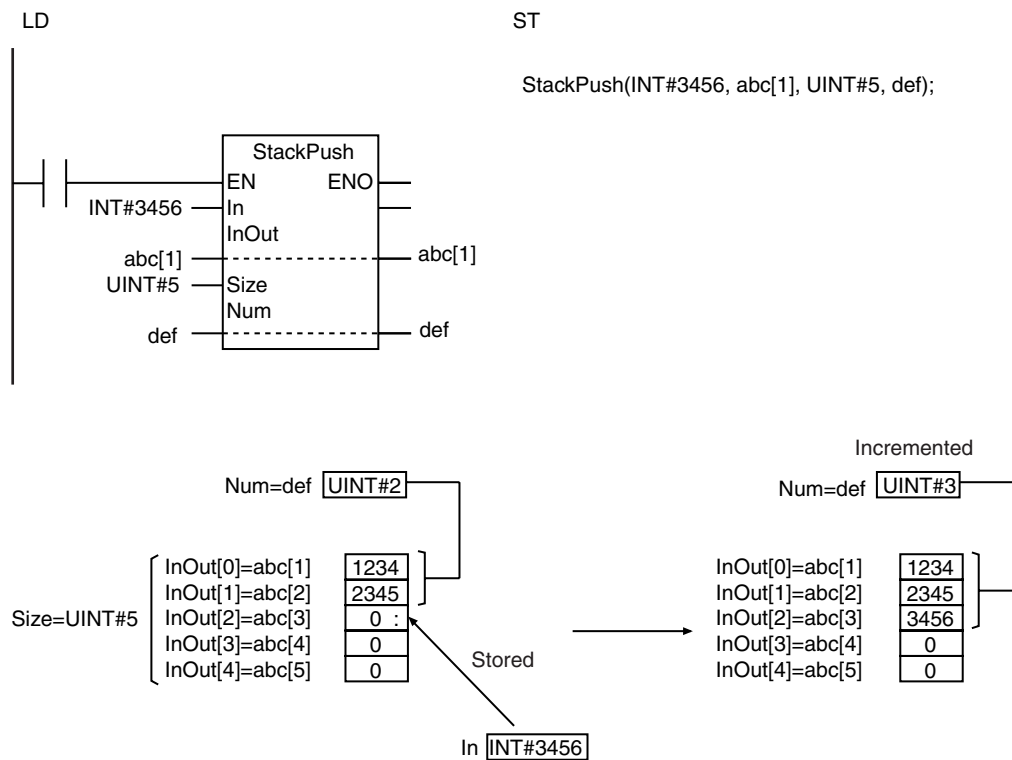 LD
ST
StackPush(INT#3456, abc[1], UINT#5, def);
StackPush
EN ENO
INT#3456 In
InOut
abc[1] abc[1]
UINT#5 Size
Num
def def
Incremented
Num=def UINT#2
Num=def UINT#3
Size=UINT#5
InOut[0]=abc[1] 1234
InOut[1]=abc[2] 2345
InOut[2]=abc[3] 0 :
InOut[3]=abc[4] 0
InOut[4]=abc[5] 0
Stored
In INT#3456
InOut[0]=abc[1] 1234
InOut[1]=abc[2] 2345
InOut[2]=abc[3] 3456
InOut[3]=abc[4] 0
InOut[4]=abc[5] 0